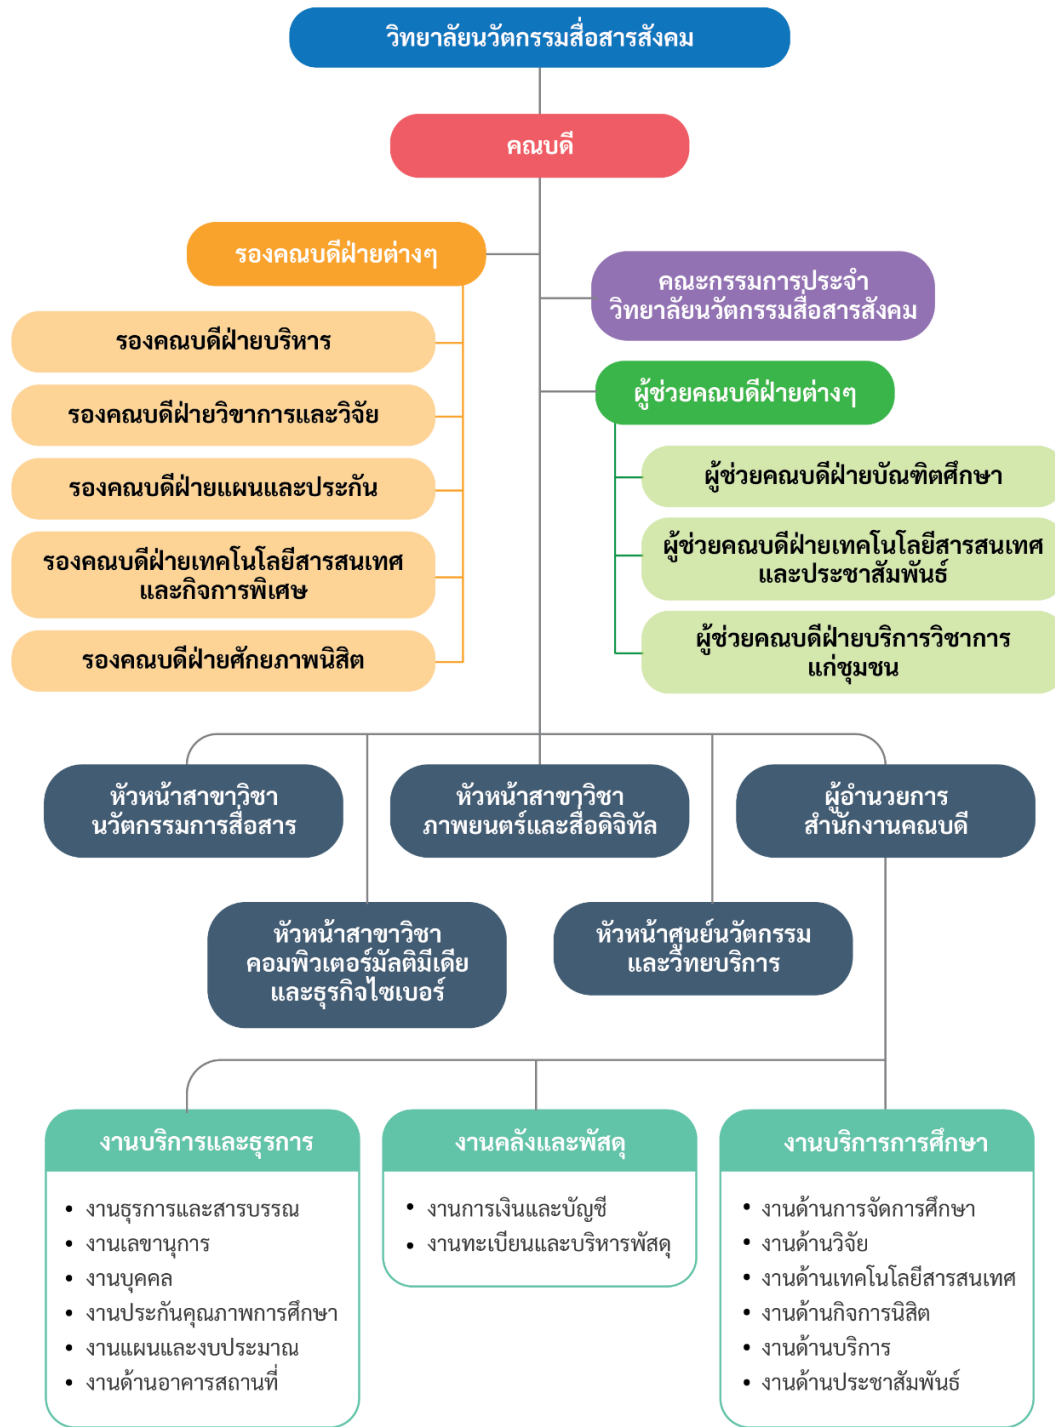 วิทยาลัยนวัตกรรมสื่อสารสังคม
คณบดี
รองคณบดีฝ่ายต่างๆ
คณะกรรมการประจำ
วิทยาลัยนวัตกรรมสื่อสารสังคม
รองคณบดีฝ่ายบริหาร
รองคณบดีฝ่ายวิขาการและวิจัย
รองคณบดีฝ่ายแผนและประกัน
รองคณบดีฝ่ายเทคโนโลยีสารสนเทศ
และกิจการพิเศษ
รองคณบดีฝ่ายศักยภาพนิสิต
ผู้ช่วยคณบดีฝ่ายต่างๆ
ผู้ช่วยคณบดีฝ่ายบัณฑิตศึกษา
ผู้ช่วยคณบดีฝ่ายเทคโนโลยีสารสนเทศ
และประชาสัมพันธ์
ผู้ช่วยคณบดีฝ่ายบริการวิชาการ
แก่ชุมชน
หัวหน้าสาขาวิชา
นวัตกรรมการสื่อสาร
หัวหน้าสาขาวิชา
ภาพยนตร์และสื่อดิจิทัล
ผู้อำนวยการ
สำนักงานคณบดี
หัวหน้าสาขาวิชา
คอมพิวเตอร์มัลติมีเดีย
และธุรกิจไซเบอร์
หัวหน้าศูนย์นวัตกรรม
และวิทยบริการ
งานบริการและธุรการ
• งานธุรการและสารบรรณ
• งานเลขานุการ
• งานบุคคล
• งานประกันคุณภาพการศึกษา
• งานแผนและงบประมาณ
• งานด้านอาคารสถานที่
งานคลังและพัสดุ
• งานการเงินและบัญชี
• งานทะเบียนและบริหารพัสดุ
งานบริการการศึกษา
• งานด้านการจัดการศึกษา
• งานด้านวิจัย
• งานด้านเทคโนโลยีสารสนเทศ
• งานด้านกิจการนิสิต
• งานด้านบริการ
• งานด้านประชาสัมพันธ์